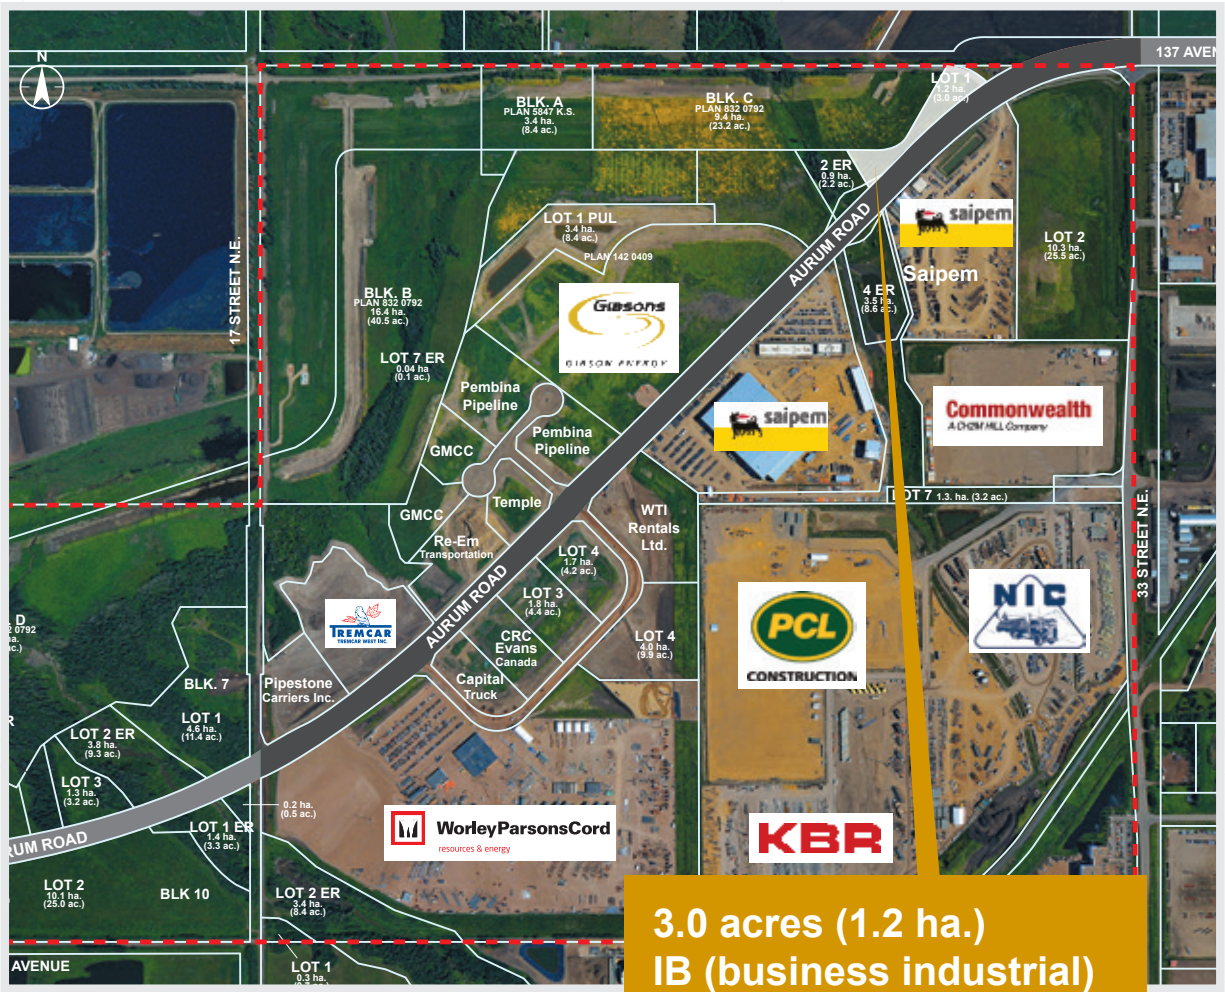 N
137 AVEN
LOT 1
1.2 ha.
(3.0 ac.)
BLK. A
PLAN 5847 K.S.
3.4 ha.
(8.4 ac.)
BLK. C
PLAN 832 0792
9.4 ha.
(23.2 ac.)
2 ER
0.9 ha.
(2.2 ac.)
saipem
Saipem
LOT 1 PUL
3.4 ha.
(8.4 ac.)
PLAN 142 0409
AURUM ROAD
LOT 2
10.3 ha.
(25.5 ac.)
17 STREET N.E.
BLK. B
PLAN 832 0792
16.4 ha.
(40.5 ac.)
4 ER
3.5 ha.
(8.6 ac.)
Gibsons
GIBSON ENERGY
LOT 7 ER
0.04 ha
(0.1 ac.)
Pembina
Pipeline
saipem
Commonwealth
A CH2M HILL Company
Pembina
Pipeline
GMCC
LOT 7 1.3. ha. (3.2 ac.)
Temple
GMCC
WTI
Rentals
Ltd.
33 STREET N.E.
Re-Em
Transportation
LOT 4
1.7 ha.
(4.2 ac.)
LOT 3
1.8 ha.
(4.4 ac.)
AURUM ROAD
TREMCAR
TREMCAR WEST INC.
PCL
CONSTRUCTION
NIC
D
0792
CRC
Evans
Canada
LOT 4
4.0 ha.
(9.9 ac.)
BLK. 7
Pipestone
Carriers Inc.
Capital
Truck
LOT 1
4.6 ha.
(11.4 ac.)
LOT 2 ER
3.8 ha.
(9.3 ac.)
LOT 3
1.3 ha.
(3.2 ac.)
0.2 ha.
(0.5 ac.)
LOT 1 ER
1.4 ha.
(3.3 ac.)
RUM ROAD
WorleyParsonsCord
resources & energy
KBR
LOT 2
10.1 ha.
(25.0 ac.)
BLK 10
LOT 2 ER
3.4 ha.
(8.4 ac.)
AVENUE
LOT 1
0.3 ha.
3.0 acres (1.2 ha.)
IB (business industrial)